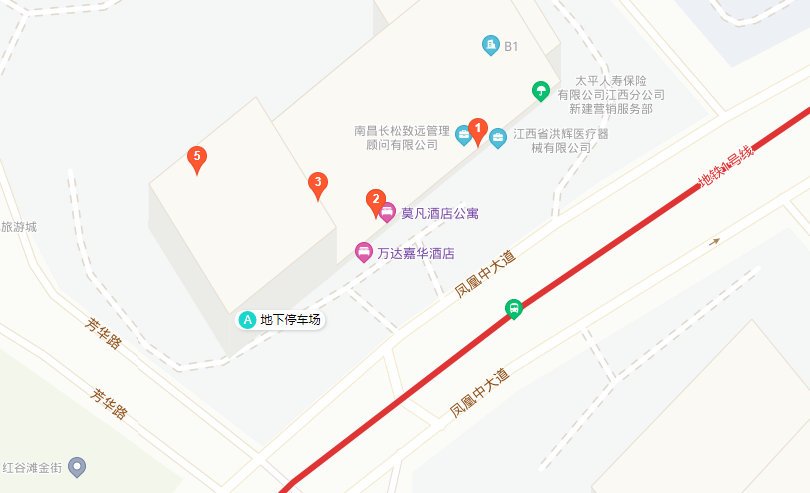 B1
太平人寿保险
有限公司江西分公司
新建营销服务部
南昌长松致远管理
顾问有限公司
1
江西省洪辉医疗器
械有限公司
5
3
2
地铁1号线
莫凡酒店公寓
旅游城
万达嘉华酒店
凤凰中大道
A 地下停车场
芳华路
凤凰中大道
芳华路
红谷滩金街